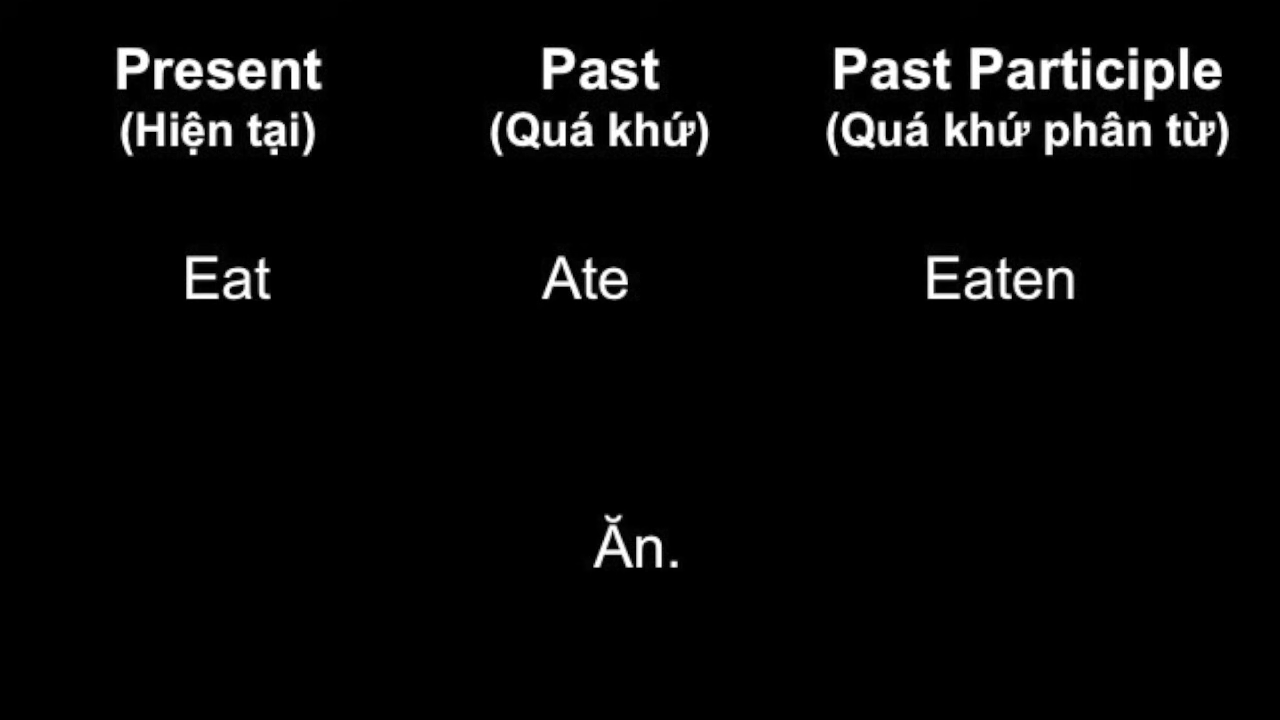 Present Past Past Participle
(Hiện tại) (Quá khứ) (Quá khứ phân từ)
Eat Ate Eaten
Ăn.